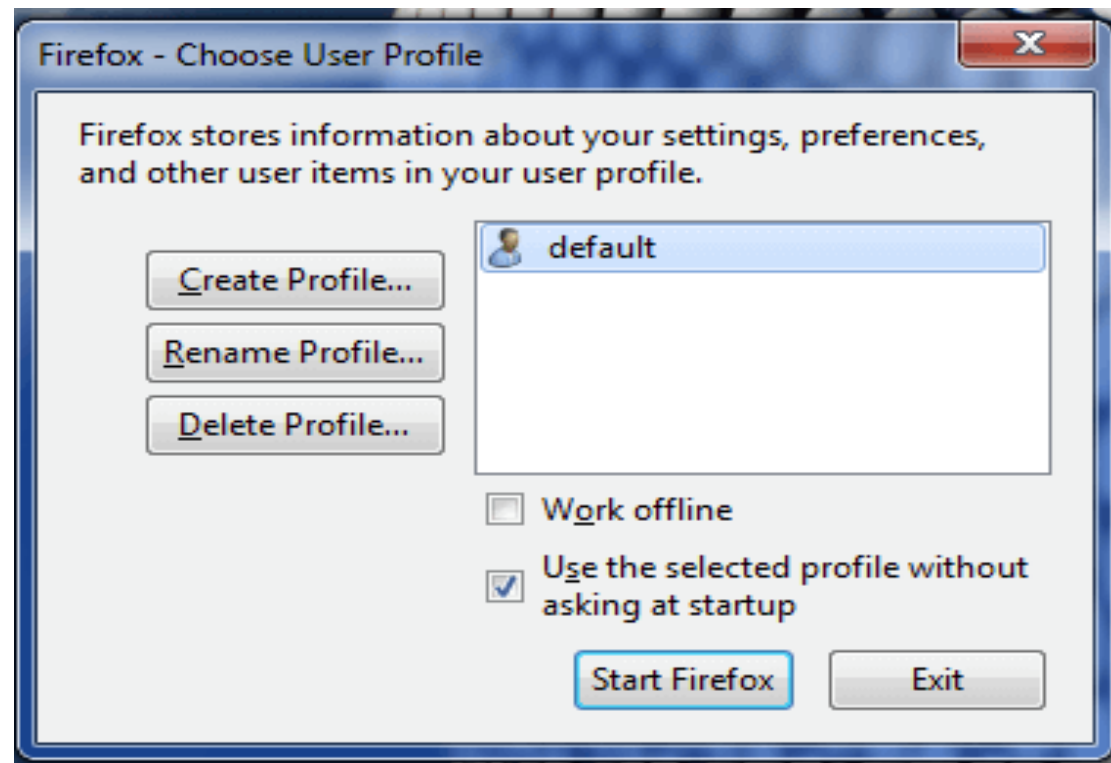 Firefox - Choose User Profile
Firefox stores information about your settings, preferences,
and other user items in your user profile.
default
Create Profile...
Rename Profile...
Delete Profile...
Work offline
Use the selected profile without
asking at startup
Start Firefox
Exit